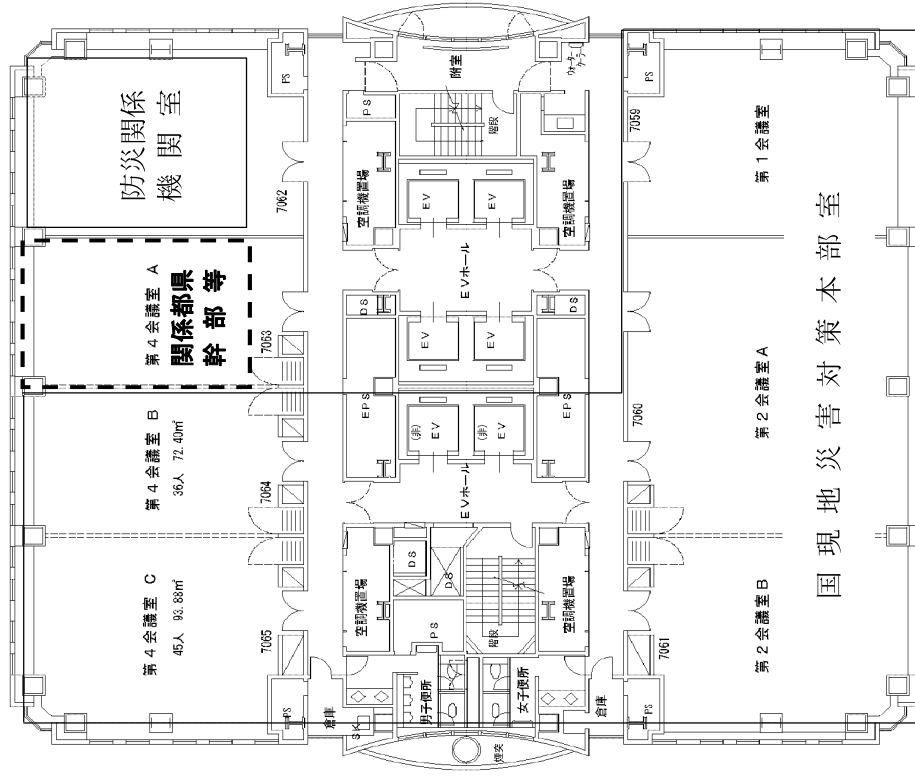 防災関係
機関室
7062
PS
第４会議室 A
関係都県
幹部等
7063
第４会議室 B
36人 72.40㎡
7064
第４会議室 C
45人 93.88㎡
7065
PS
附室
ウォーター
クーラー
PS
階段
空調機置場
空調機置場
EV
EV
EVホール
DS
DS
EV
EV
EPS
EPS
(非)
EV
(非)
EV
EVホール
空調機置場
空調機置場
DS
DS
PS
階段
男子便所
女子便所
倉庫
倉庫
SK
煙突
PS
7059
第１会議室
7060
第２会議室A
7061
第２会議室B
PS
国現地災害対策本部室